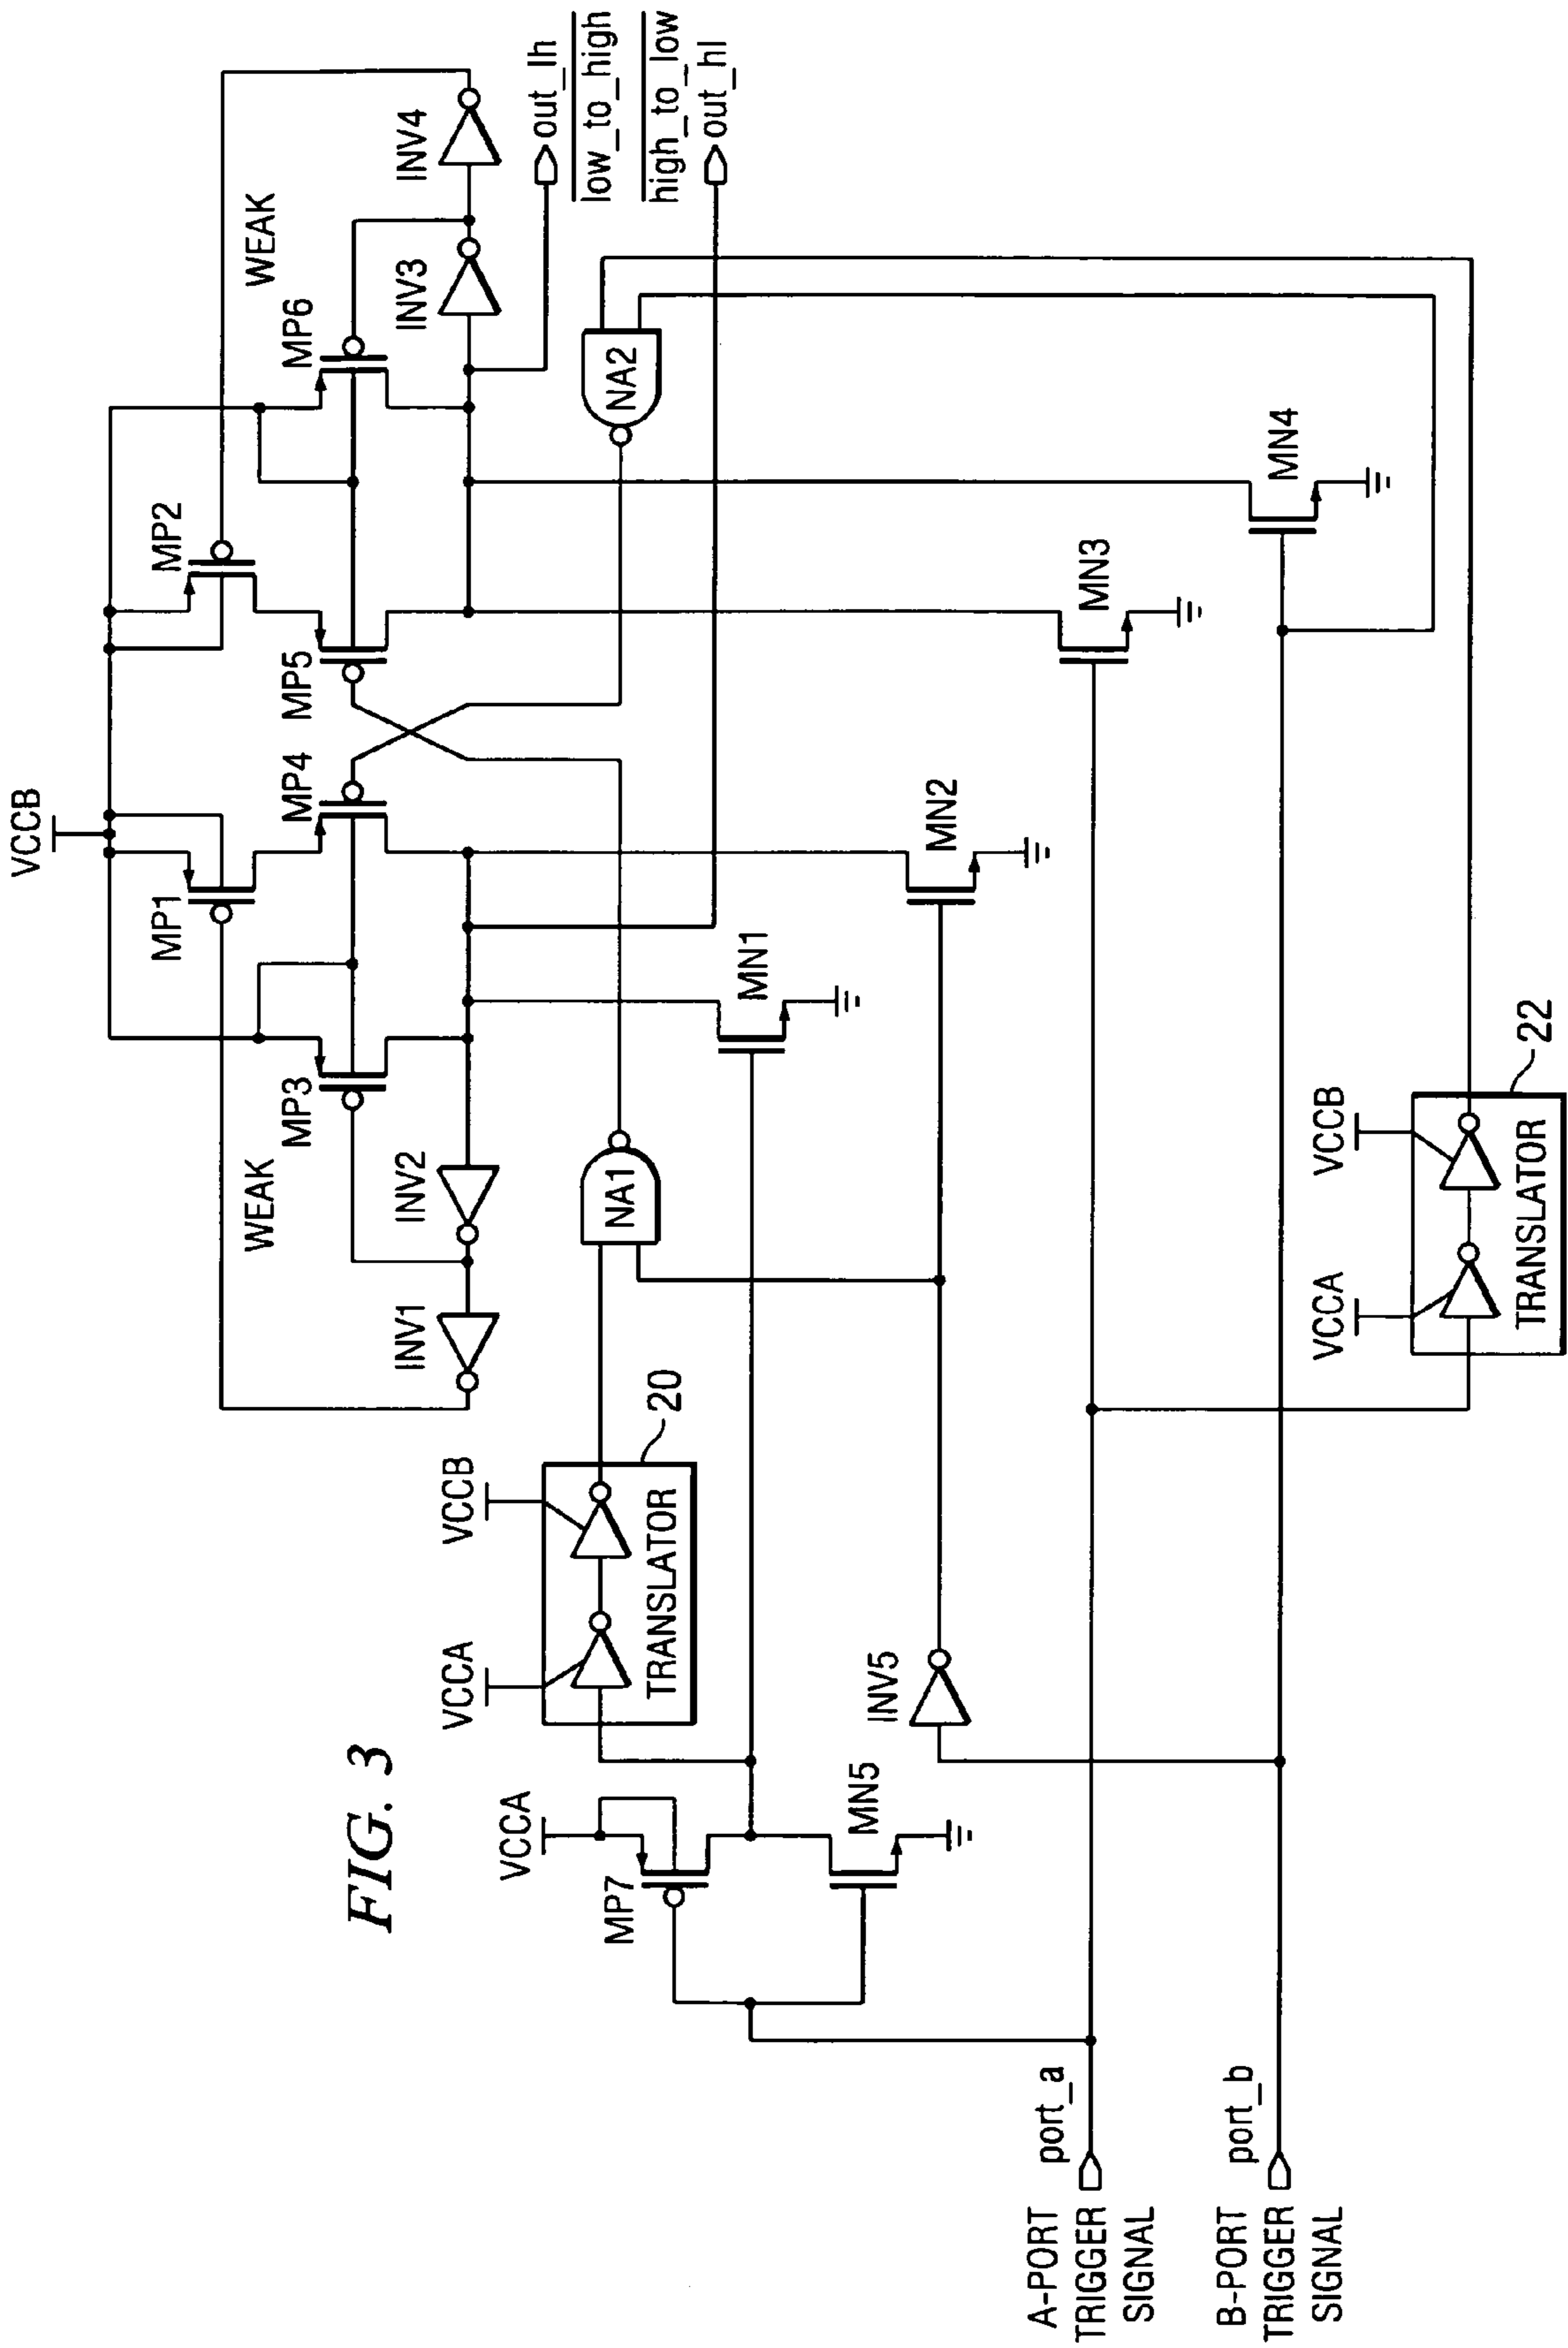 FIG. 3
VCCB
MP1
MP2
MP3
WEAK
MP4
MP5
MP6
WEAK
INV1
INV2
INV3
INV4
out_lh
low_to_high
high_to_low
out_hl
VCCA
VCCB
TRANSLATOR
20
NA1
NA2
VCCA
MP7
MN5
MN1
MN2
MN3
MN4
INV5
A-PORT
TRIGGER
SIGNAL
port_a
B-PORT
TRIGGER
SIGNAL
port_b
VCCA
VCCB
TRANSLATOR
22